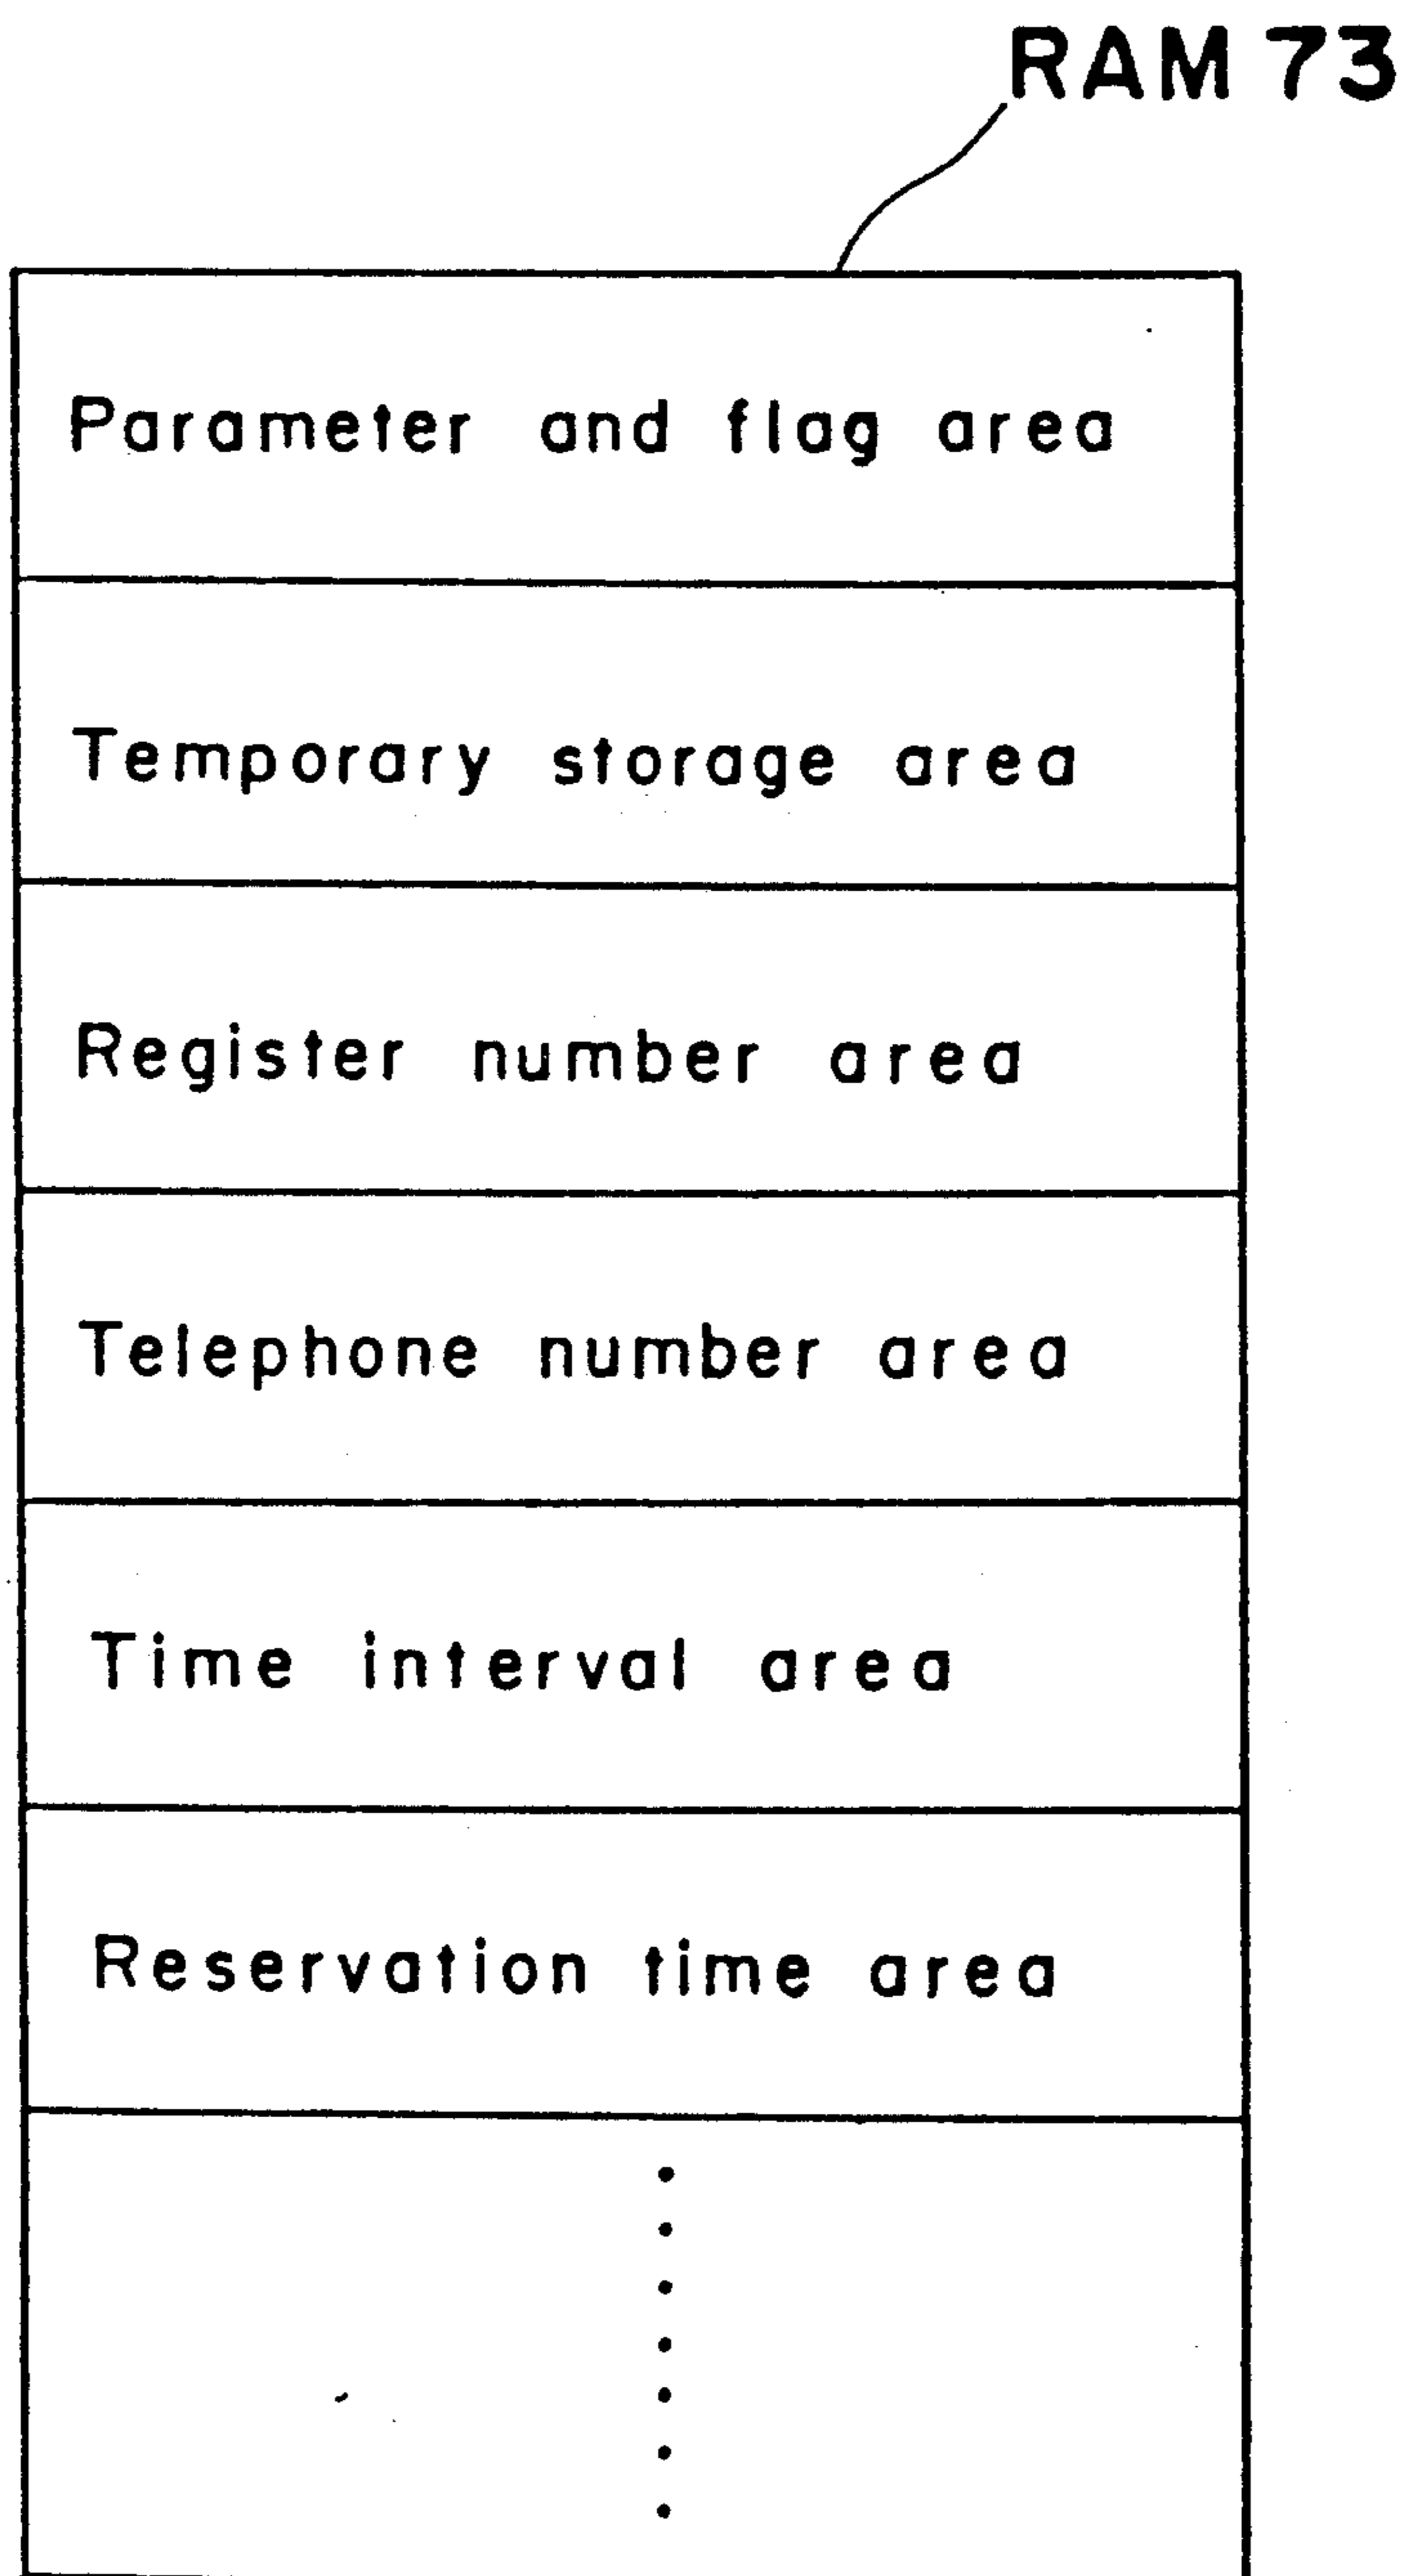 RAM 73
Parameter and flag area
Temporary storage area
Register number area
Telephone number area
Time interval area
Reservation time area